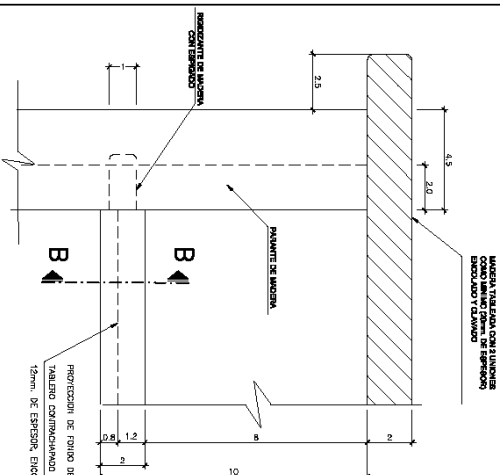 MADERA TABLEADA CON 2 UNIONES
COMO MINIMO (20mm. DE ESPESOR)
ENCOLADO Y CLAVADO
RIGIDIZANTE DE MADERA
CON ESPIGADO
1
2.5
4.5
2.0
PARANTE DE MADERA
B
B
PROYECCION DE FONDO DE
TABLERO CONTRACHAPADO
12mm. DE ESPESOR, ENCO
0.8
1.2
8
2
2
10